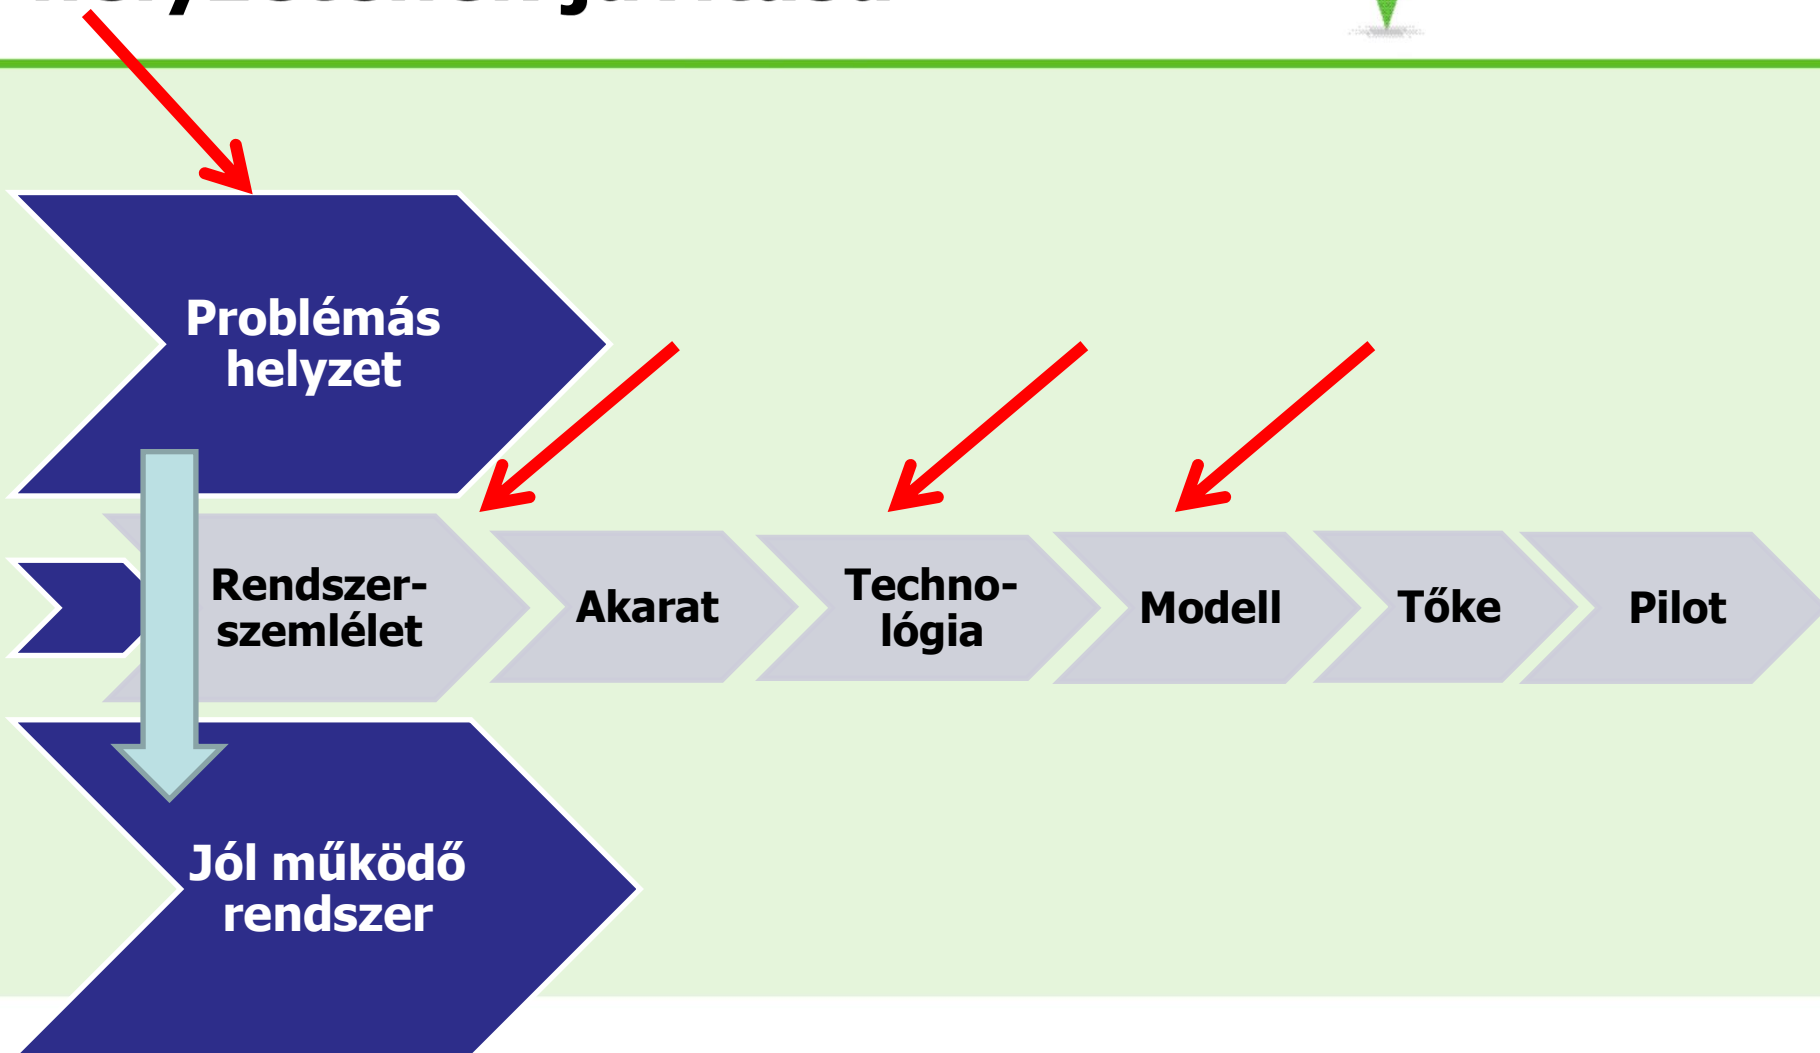 Problémás
helyzet
Rendszer-
szemlélet
Akarat
Techno-
lógia
Modell
Tőke
Pilot
Jól működő
rendszer